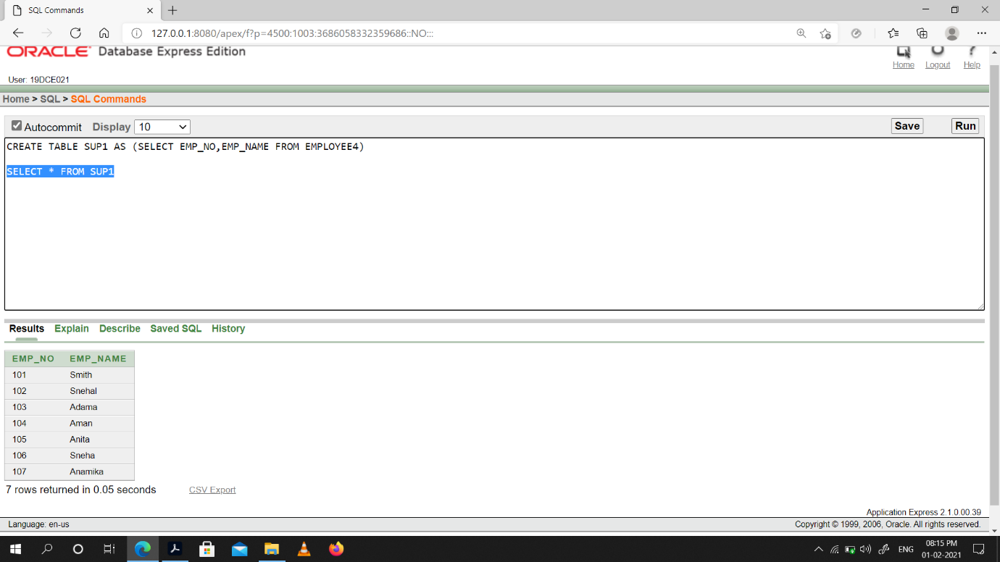 SQL Commands
127.0.0.1:8080/apex/f?p=4500:1003:3686058332359686::NO:::
ORACLE Database Express Edition
Home Logout Help
User: 19DCE021
Home > SQL > SQL Commands
Autocommit Display 10 Save Run
CREATE TABLE SUP1 AS (SELECT EMP_NO,EMP_NAME FROM EMPLOYEE4)
SELECT * FROM SUP1
Results Explain Describe Saved SQL History
EMP_NO EMP_NAME
101 Smith
102 Snehal
103 Adama
104 Aman
105 Anita
106 Sneha
107 Anamika
7 rows returned in 0.05 seconds CSV Export
Application Express 2.1.0.00.39
Language: en-us Copyright © 1999, 2006, Oracle. All rights reserved.
ENG 08:15 PM
01-02-2021